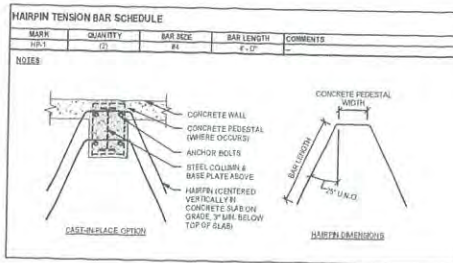 HAIRPIN TENSION BAR SCHEDULE
MARK QUANTITY BAR SIZE BAR LENGTH COMMENTS
HP-1 (2) #4 4'-0" –
NOTES
CONCRETE WALL
CONCRETE PEDESTAL
(WHERE OCCURS)
ANCHOR BOLTS
STEEL COLUMN &
BASE PLATE ABOVE
HAIRPIN (CENTERED
VERTICALLY IN
CONCRETE SLAB ON
GRADE, 3" MIN. BELOW
TOP OF SLAB)
CAST-IN-PLACE OPTION
CONCRETE PEDESTAL
WIDTH
BAR LENGTH
25° U.N.O.
HAIRPIN DIMENSIONS